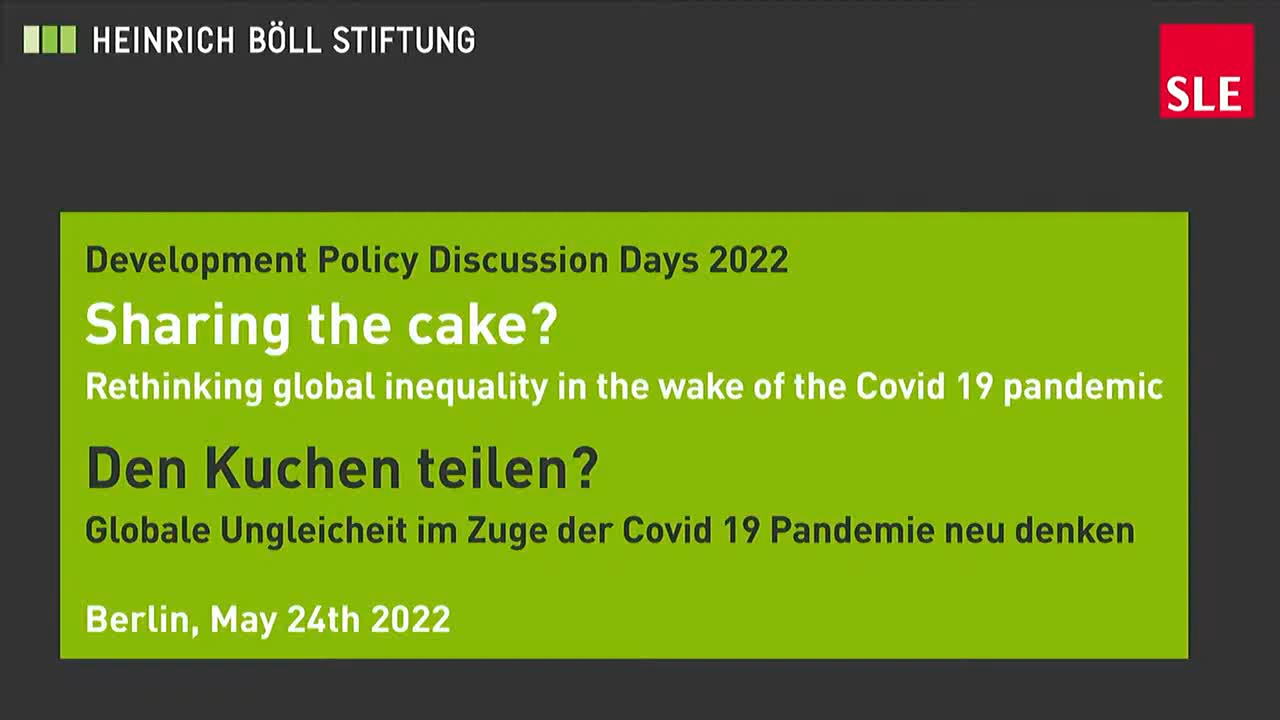 HEINRICH BÖLL STIFTUNG
SLE
Development Policy Discussion Days 2022
Sharing the cake?
Rethinking global inequality in the wake of the Covid 19 pandemic
Den Kuchen teilen?
Globale Ungleicheit im Zuge der Covid 19 Pandemie neu denken
Berlin, May 24th 2022